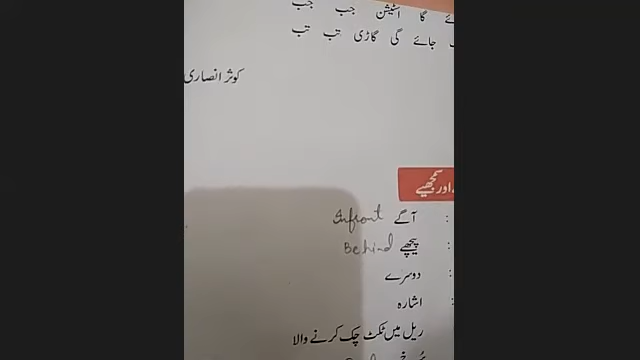 گا اسٹیشن جب جب
جائے گی گاڑی تب تب
کوثر انصاری
اور سمجھیے
: آگے Infront
: پیچھے Behind
: دوسرے
: اشارہ
ریل میں ٹکٹ چیک کرنے والا